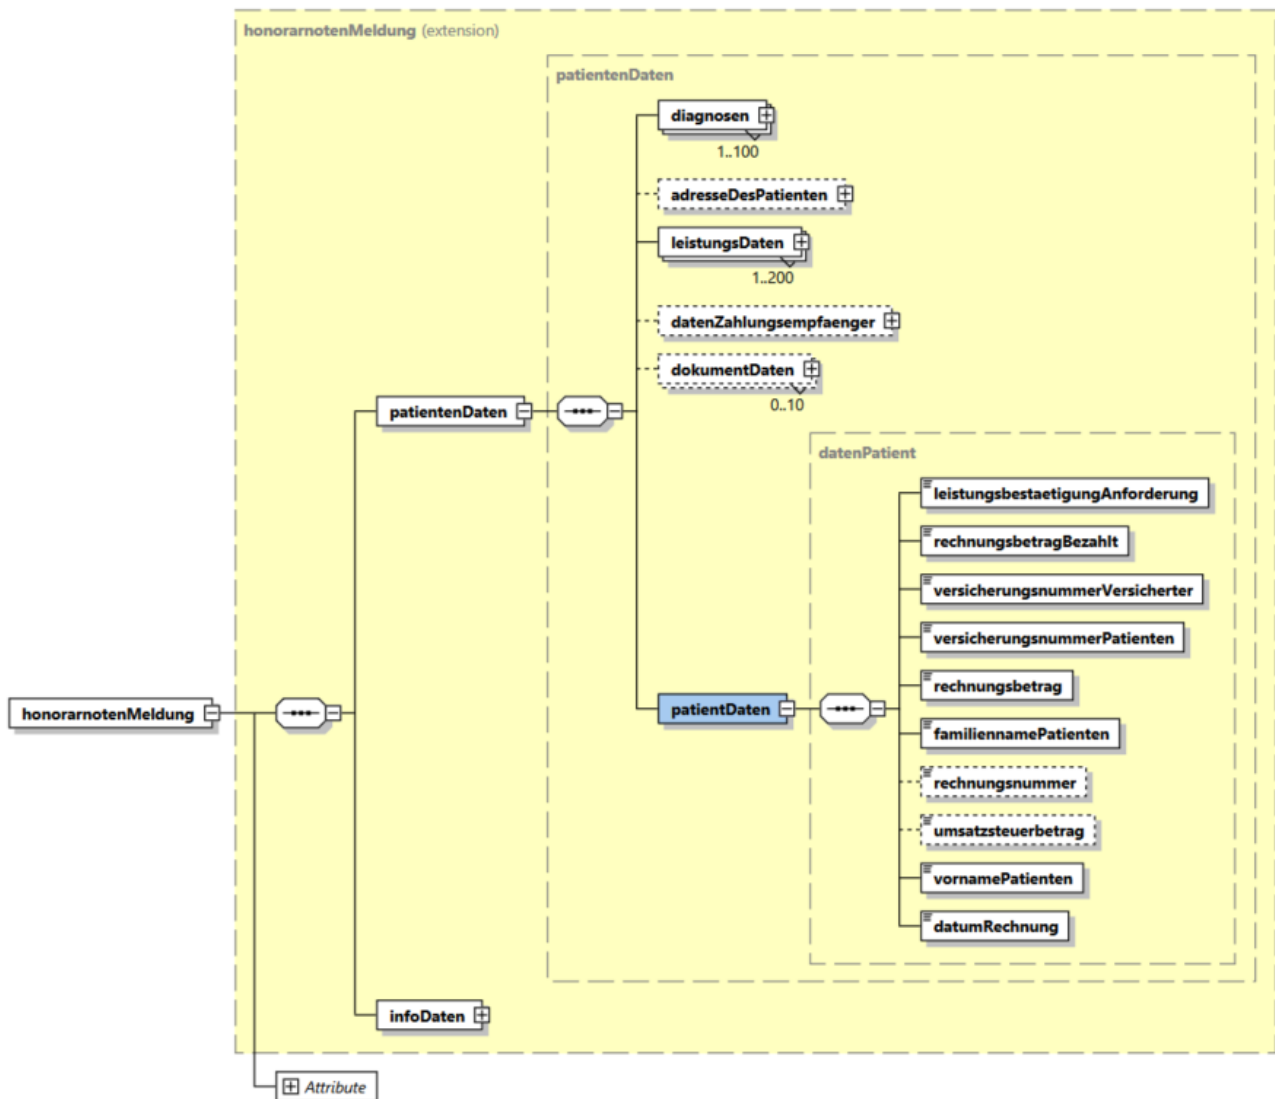 honorarnotenMeldung (extension)
patientenDaten
diagnosen
1..100
adresseDesPatienten
leistungsDaten
1..200
datenZahlungsempfaenger
dokumentDaten
0..10
patientenDaten
datenPatient
leistungsbestaetigungAnforderung
rechnungsbetragBezahlt
versicherungsnummerVersicherter
versicherungsnummerPatienten
rechnungsbetrag
honorarnotenMeldung
patientDaten
familiennamePatienten
rechnungsnummer
umsatzsteuerbetrag
vornamePatienten
datumRechnung
infoDaten
Attribute